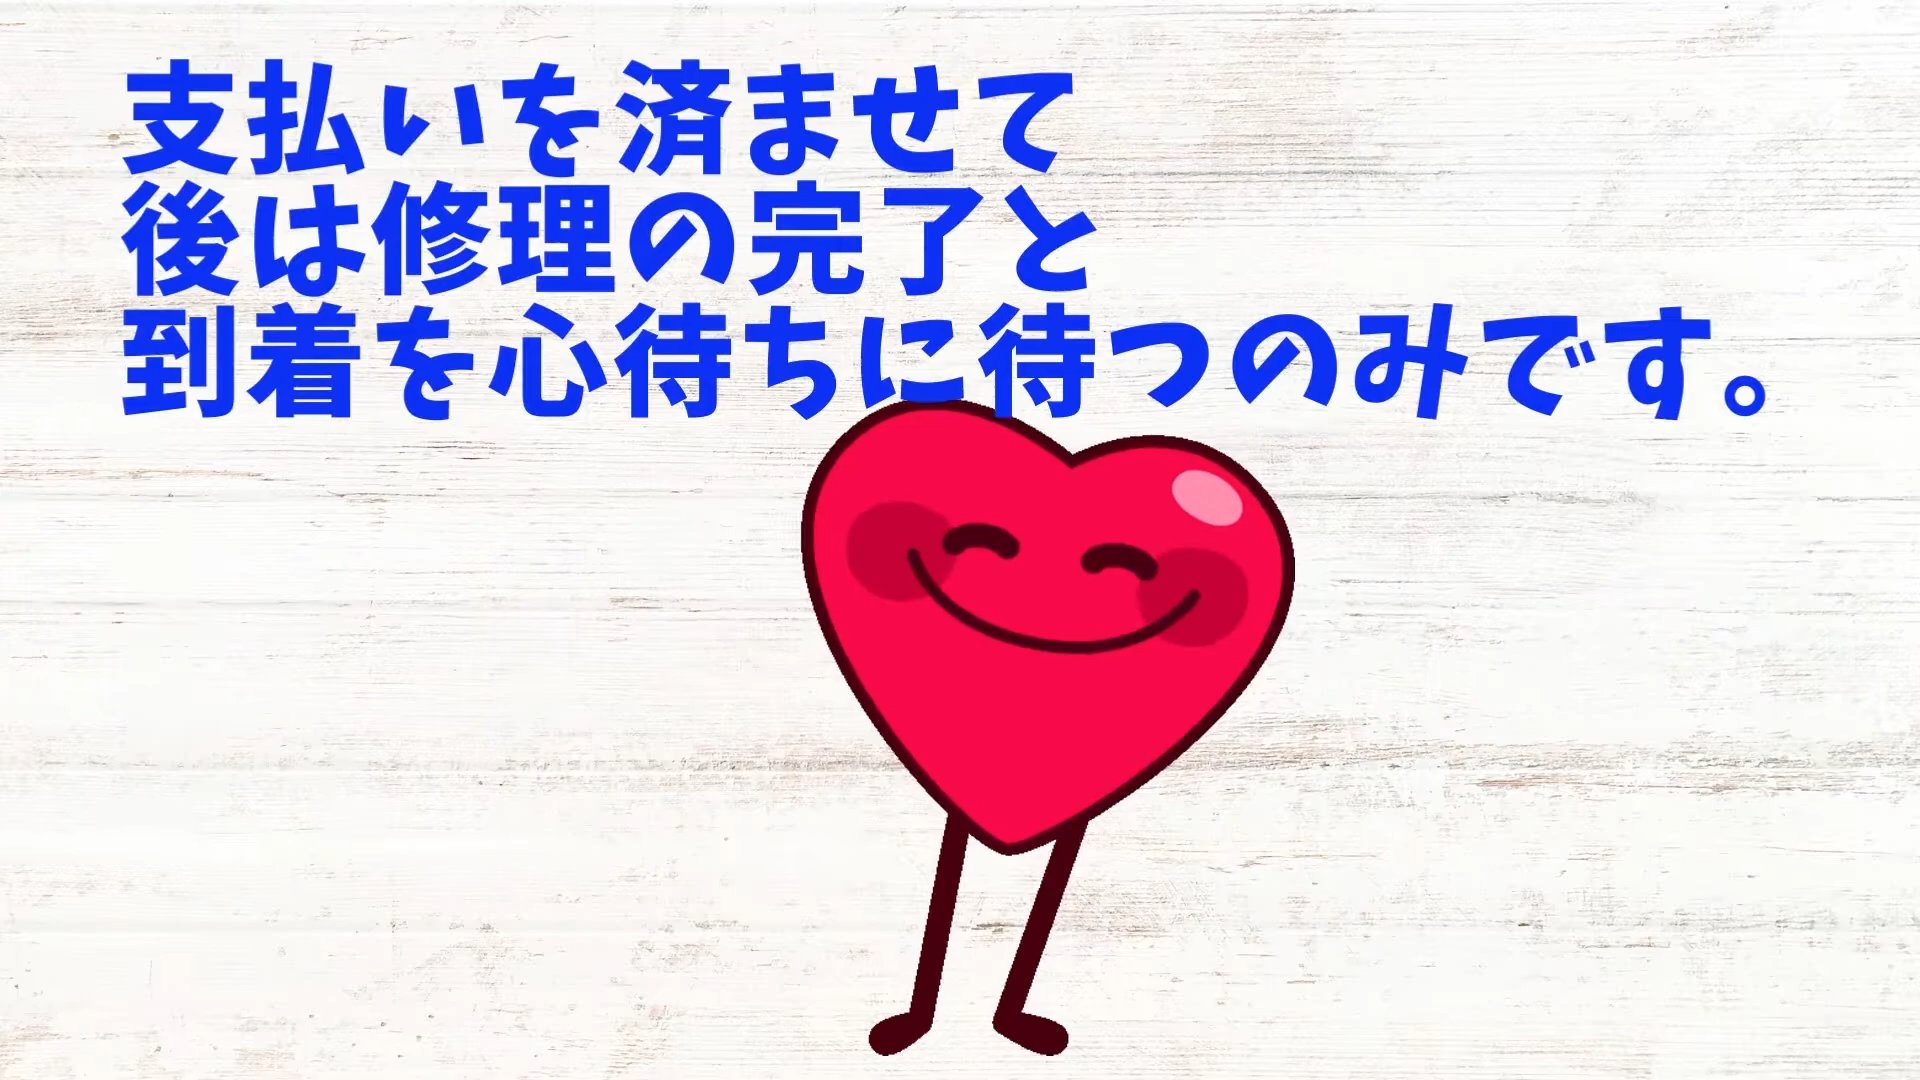 支払いを済ませて
後は修理の完了と
到着を心待ちに待つのみです。